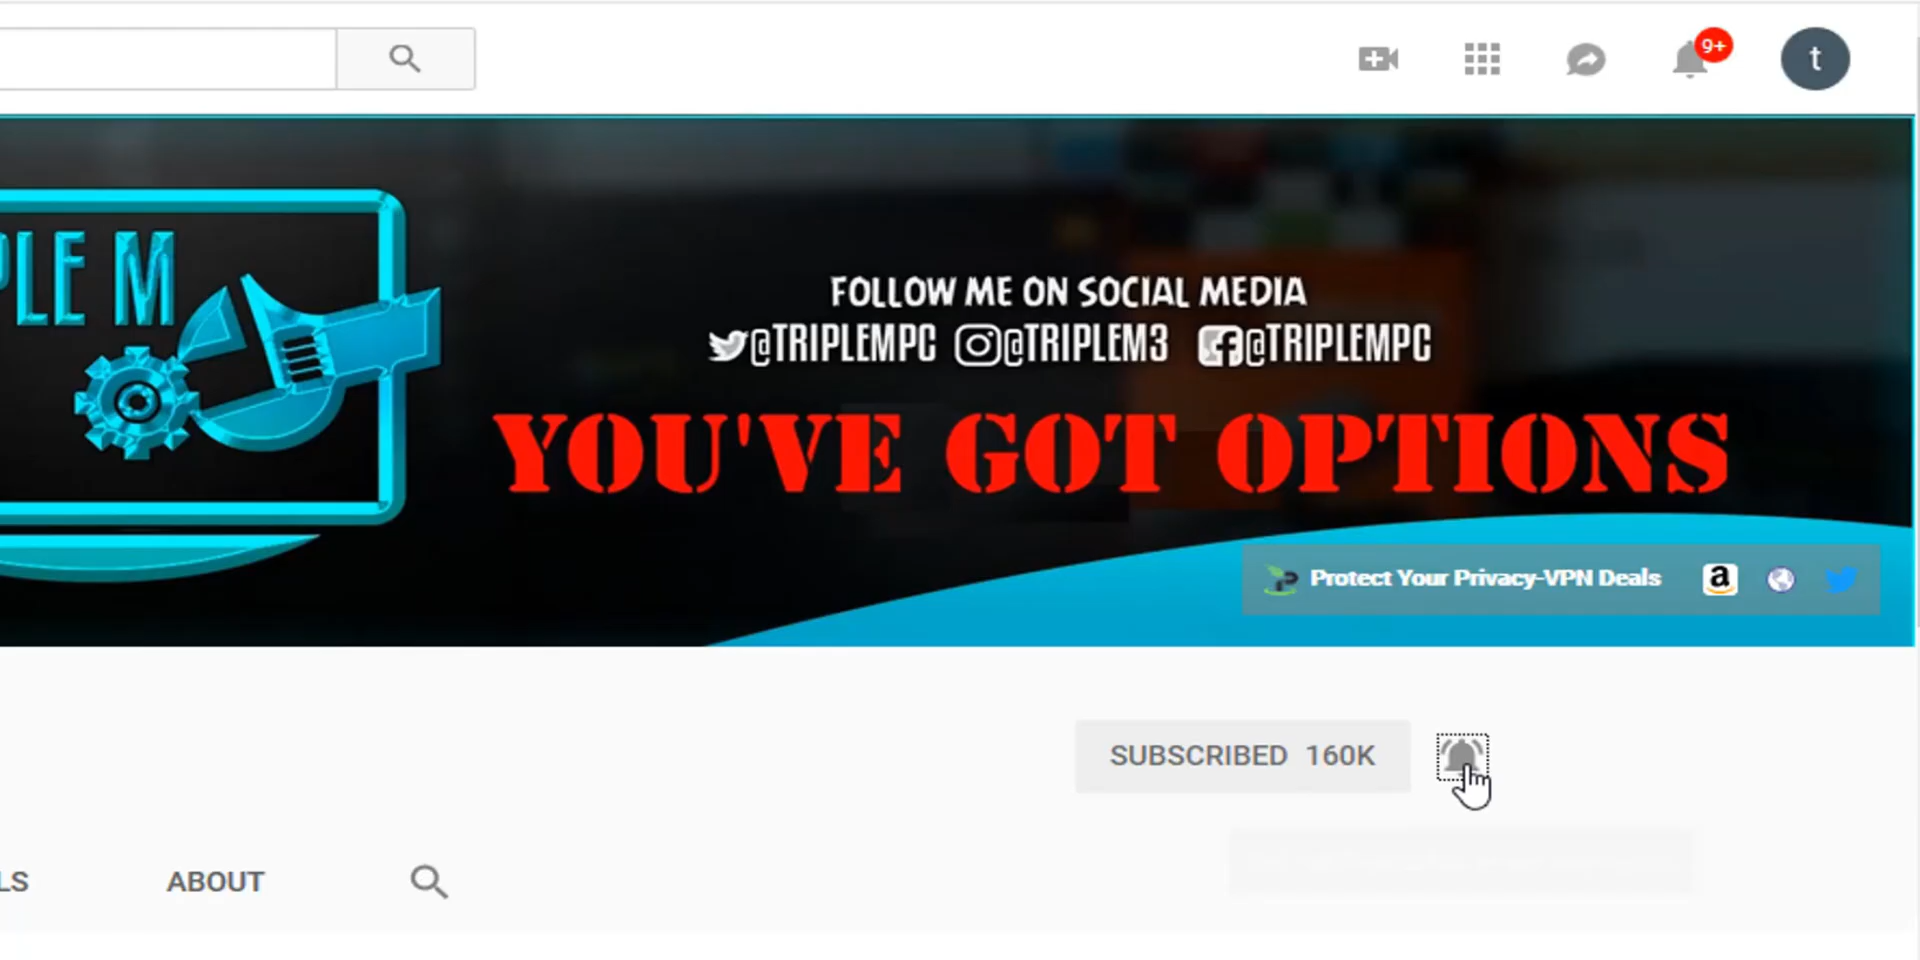 9+
t
PLE M
FOLLOW ME ON SOCIAL MEDIA
@TRIPLEMPC @TRIPLEM3 @TRIPLEMPC
YOU'VE GOT OPTIONS
Protect Your Privacy-VPN Deals
SUBSCRIBED 160K
LS ABOUT